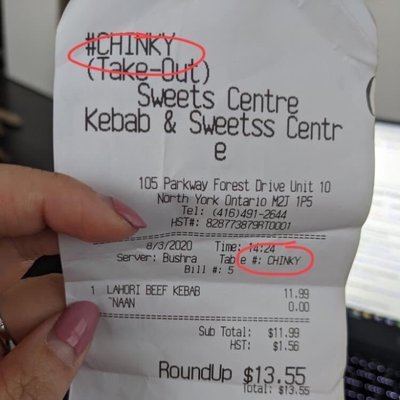 #CHINKY
(Take-Out)
Sweets Centre
Kebab & Sweetss Centr
e
105 Parkway Forest Drive Unit 10
North York Ontario M2J 1P5
Tel: (416)491-2644
HST#: 828773879RT0001
8/3/2020 Time: 14:24
Server: Bushra Table #: CHINKY
Bill #: 5
1 LAHORI BEEF KEBAB 11.99
~NAAN 0.00
Sub Total: $11.99
HST: $1.56
RoundUp $13.55
Total: $13.55